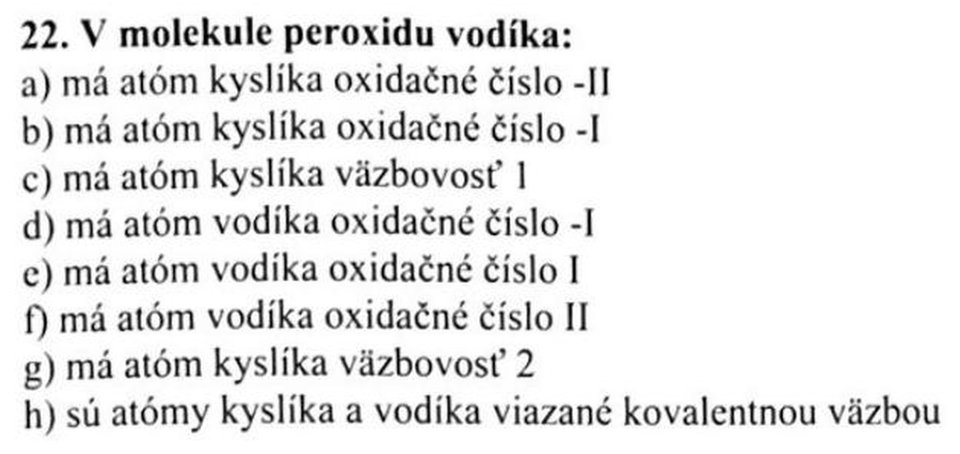 22. V molekule peroxidu vodíka:
a) má atóm kyslíka oxidačné číslo -II
b) má atóm kyslíka oxidačné číslo -I
c) má atóm kyslíka väzbovosť 1
d) má atóm vodíka oxidačné číslo -I
e) má atóm vodíka oxidačné číslo I
f) má atóm vodíka oxidačné číslo II
g) má atóm kyslíka väzbovosť 2
h) sú atómy kyslíka a vodíka viazané kovalentnou väzbou